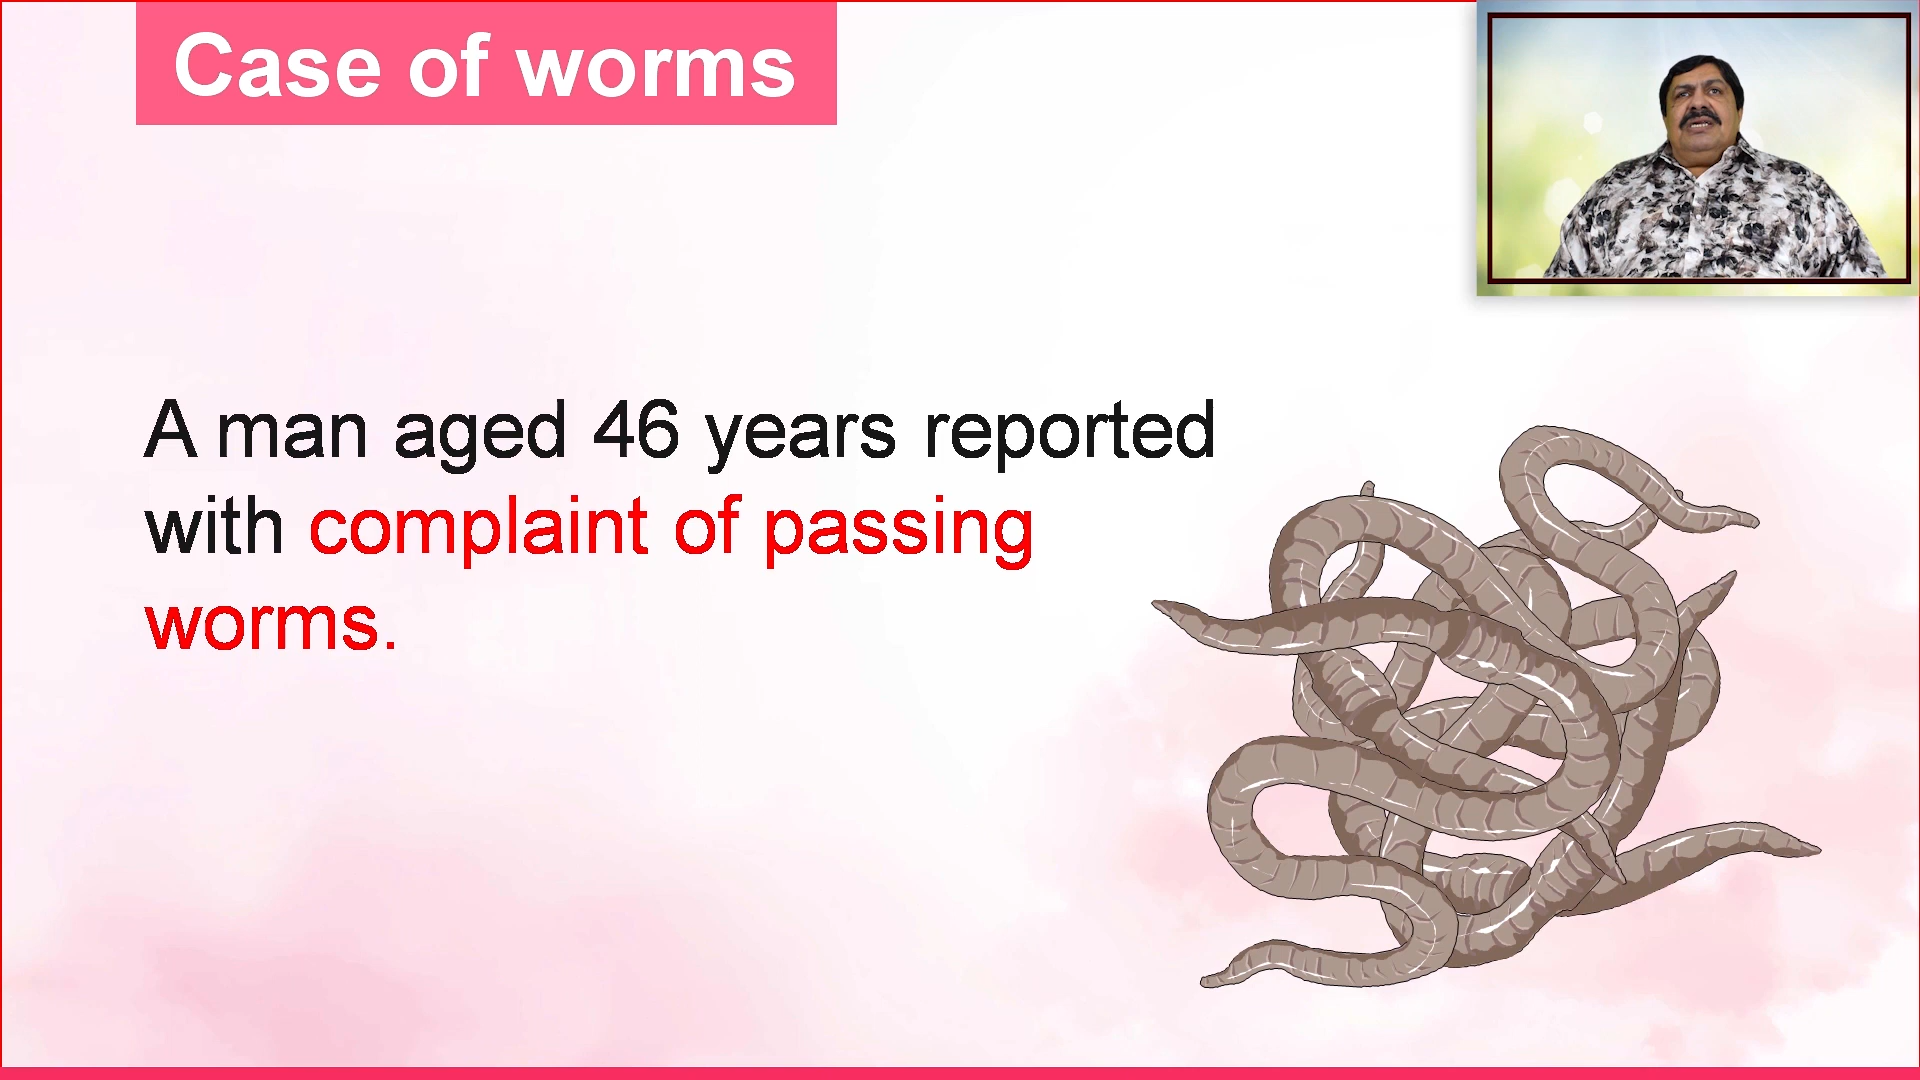 Case of worms
A man aged 46 years reported
with complaint of passing
worms.